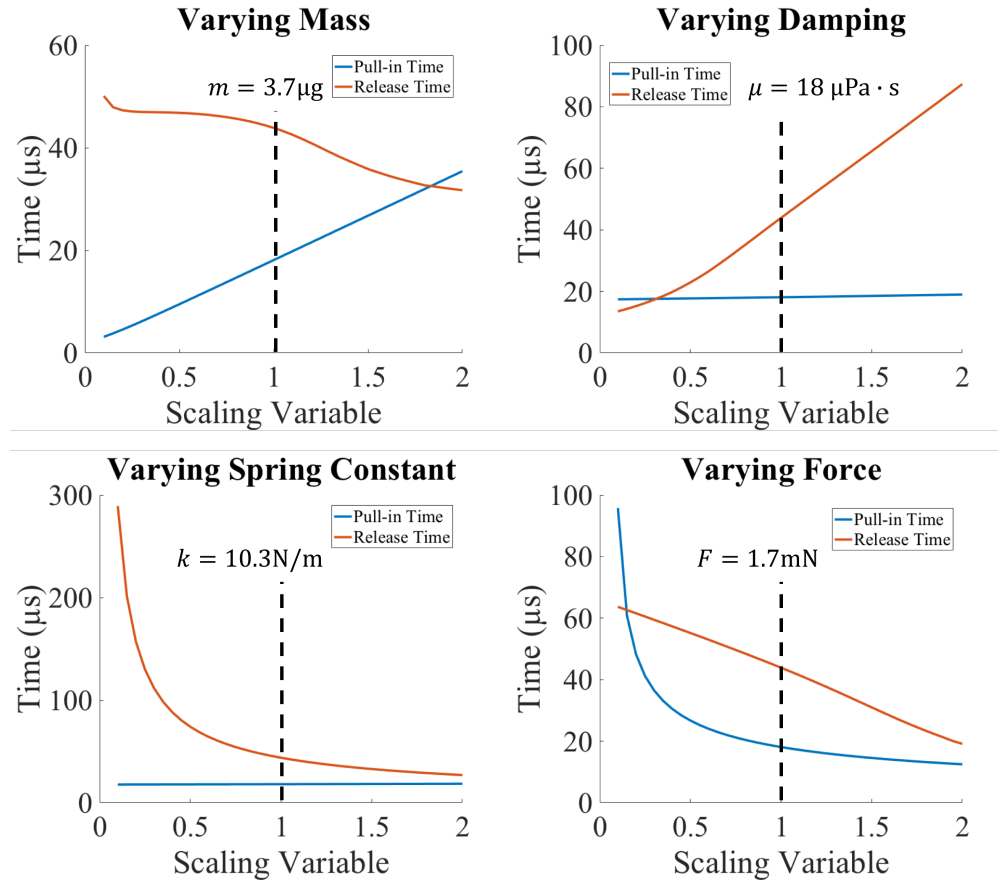 Varying Mass
60
40
20
0
Time (µs)
m = 3.7µg
Pull-in Time
Release Time
0 0.5 1 1.5 2
Scaling Variable
Varying Damping
100
80
60
40
20
0
Time (µs)
Pull-in Time
Release Time
μ = 18 µPa · s
0 0.5 1 1.5 2
Scaling Variable
Varying Spring Constant
300
200
100
0
Time (µs)
Pull-in Time
Release Time
k = 10.3N/m
0 0.5 1 1.5 2
Scaling Variable
Varying Force
100
80
60
40
20
0
Time (µs)
Pull-in Time
Release Time
F = 1.7mN
0 0.5 1 1.5 2
Scaling Variable